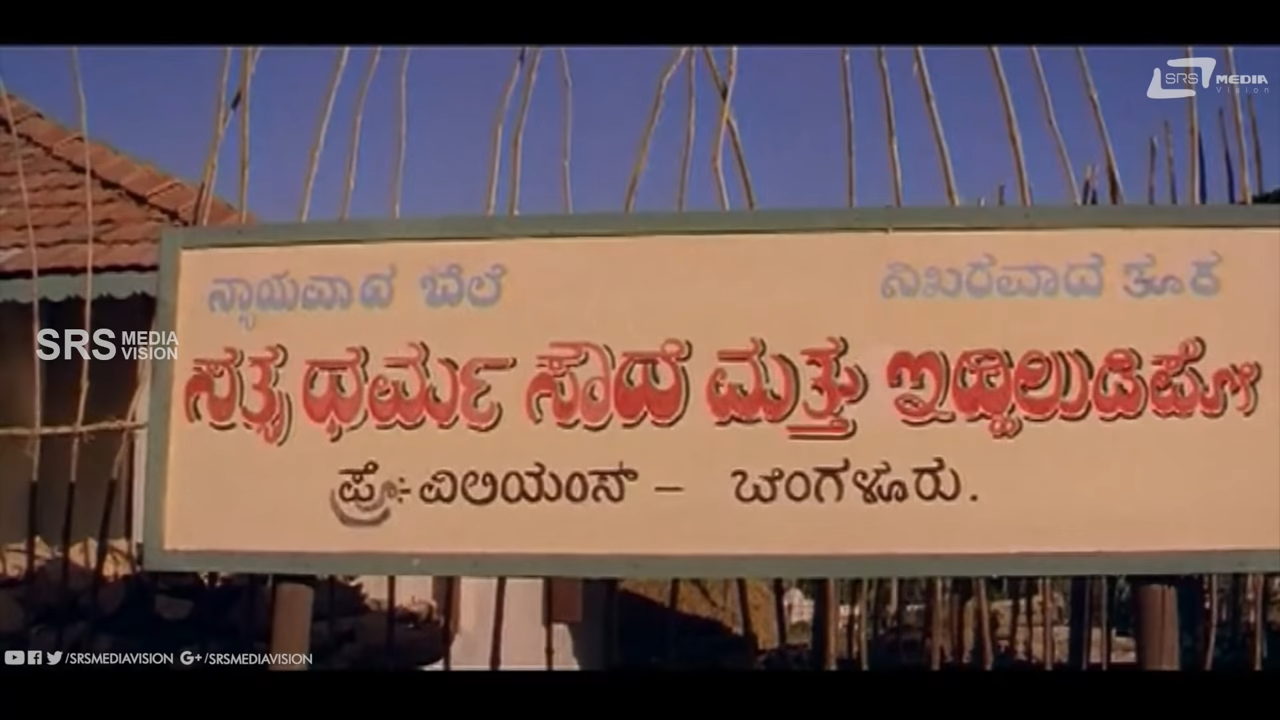 SRS MEDIA Vision
ನ್ಯಾಯವಾದ ಬೆಲೆ ನಿಖರವಾದ ತೂಕ
SRS MEDIA VISION
ಸತ್ಯ ಧರ್ಮ ಸೌದೆ ಮತ್ತು ಇದ್ದಾಲುಡಿಪೋ
ಪ್ರೊ: ವಿಲಿಯಂಸ್ – ಬೆಂಗಳೂರು.
/SRSMEDIAVISION G+/SRSMEDIAVISION